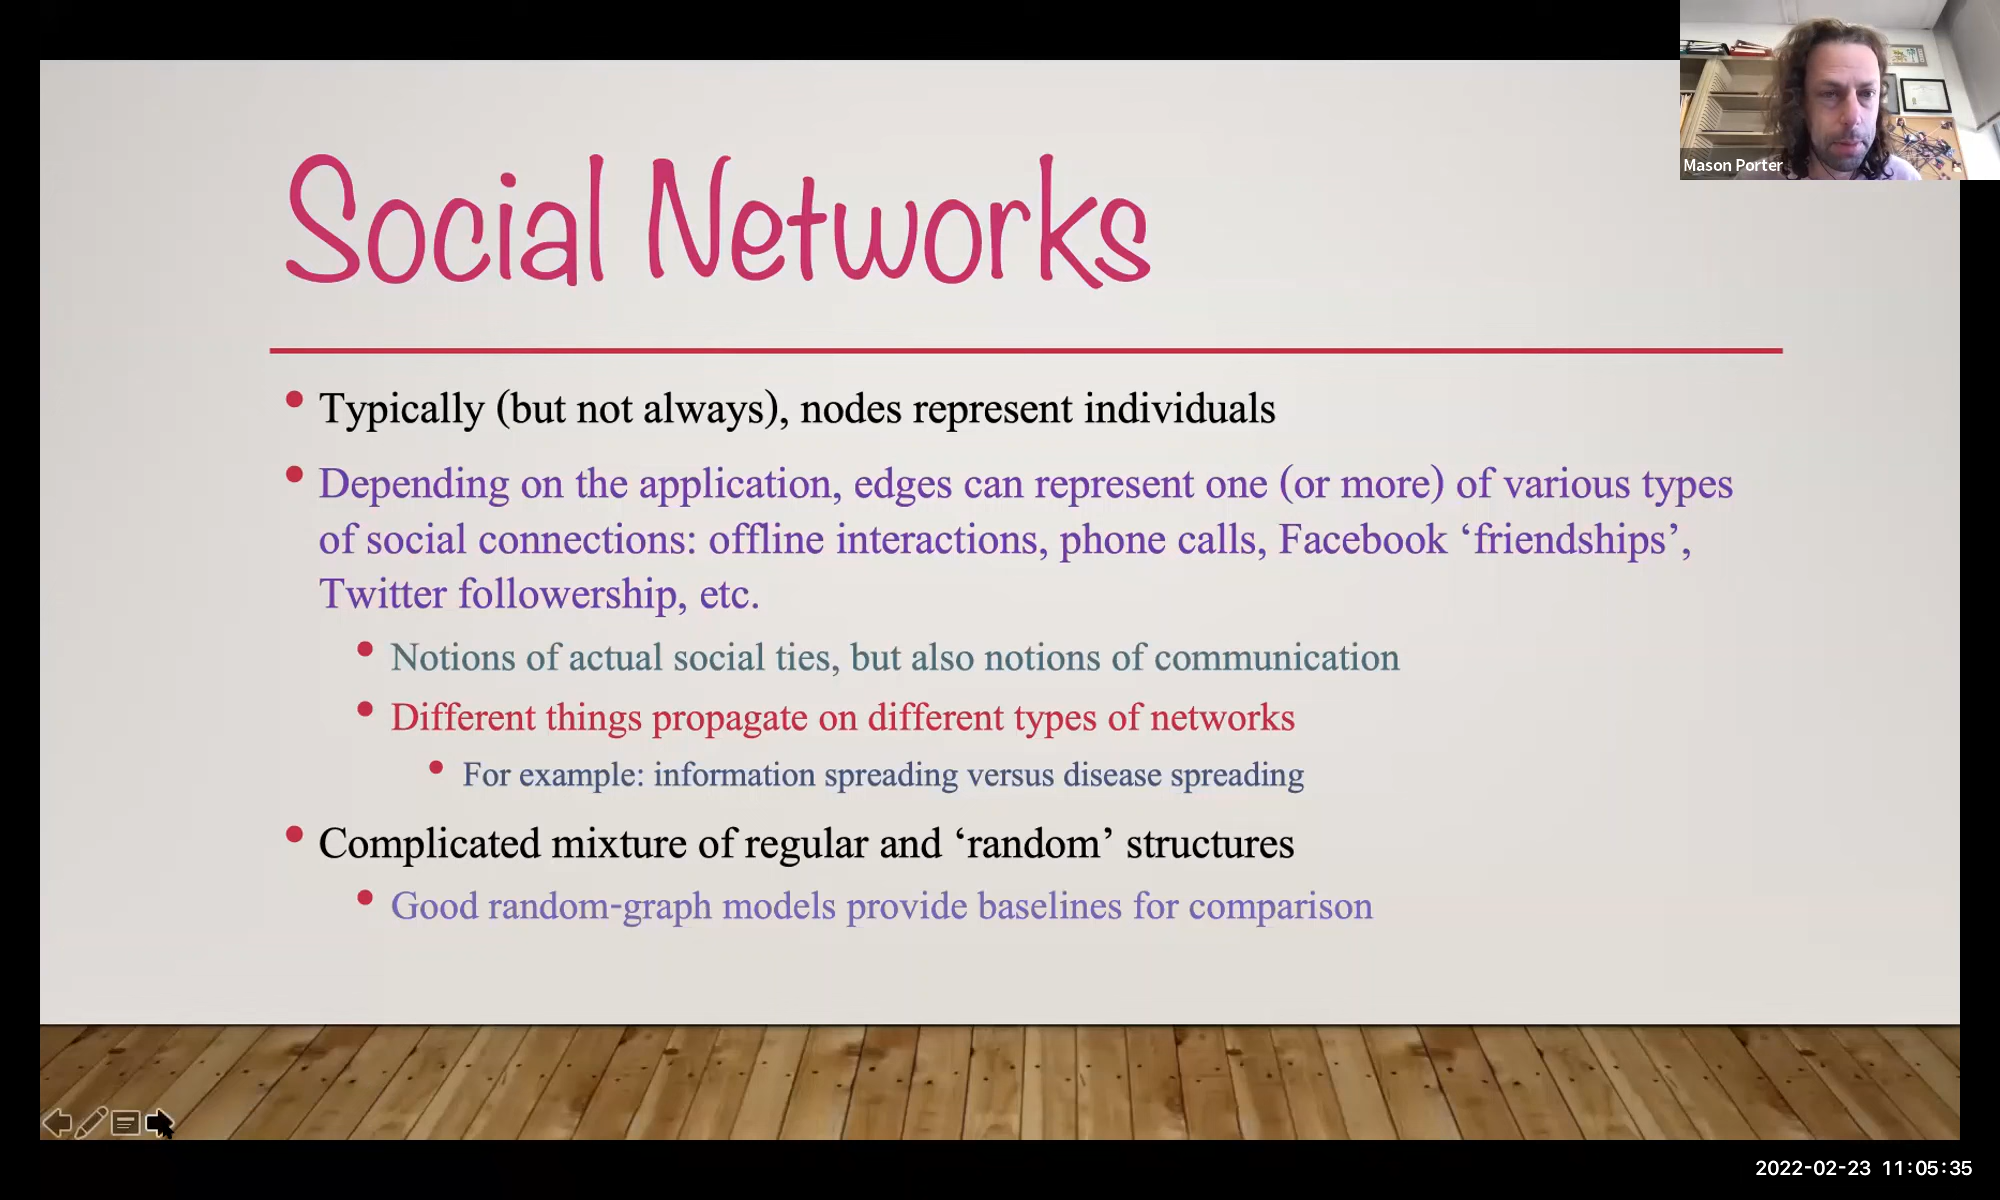 Mason Porter
Social Networks
• Typically (but not always), nodes represent individuals
• Depending on the application, edges can represent one (or more) of various types
of social connections: offline interactions, phone calls, Facebook ‘friendships’,
Twitter followership, etc.
• Notions of actual social ties, but also notions of communication
• Different things propagate on different types of networks
• For example: information spreading versus disease spreading
• Complicated mixture of regular and ‘random’ structures
• Good random-graph models provide baselines for comparison
2022-02-23 11:05:35